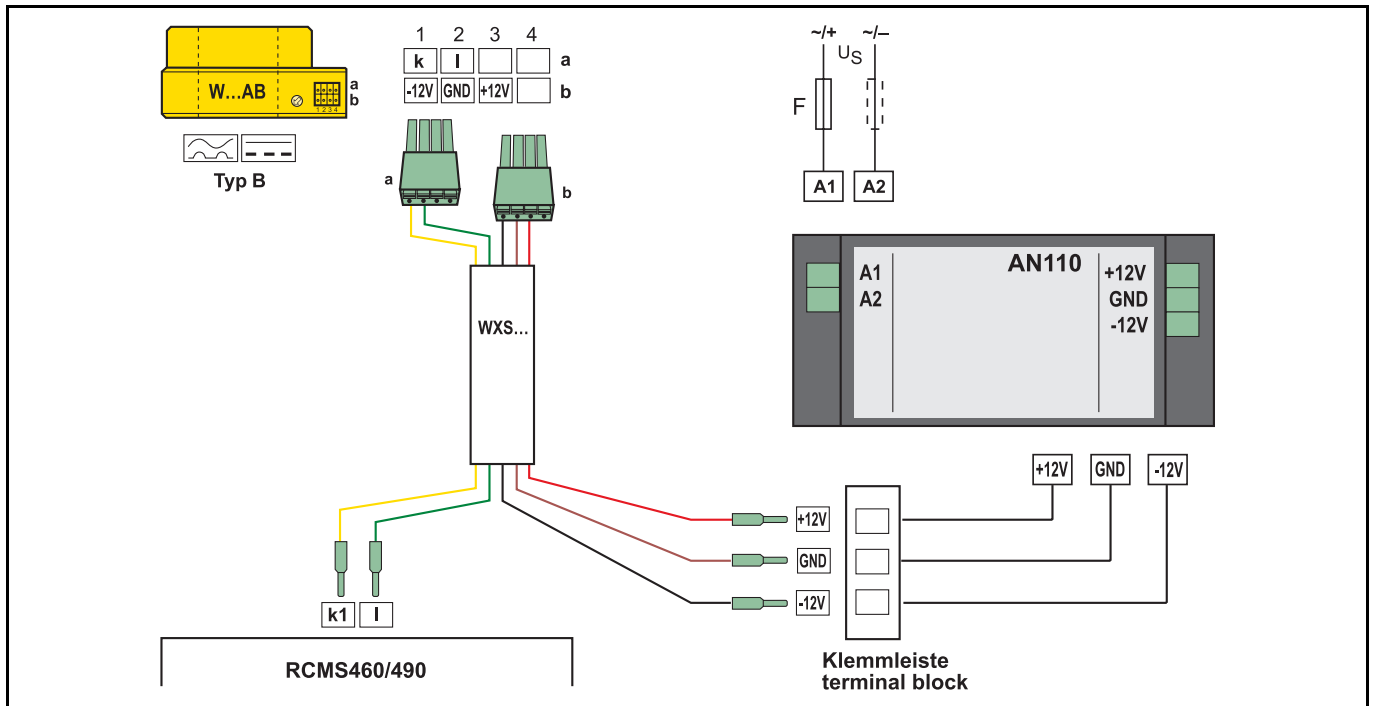 W...AB
a
b
1 2 3 4
Typ B
1 2 3 4
k l a
-12V GND +12V b
a
b
WXS...
k1 l
RCMS460/490
~/+ ~/–
US
F
A1 A2
AN110
A1
A2
+12V
GND
-12V
+12V GND -12V
+12V
GND
-12V
Klemmleiste
terminal block